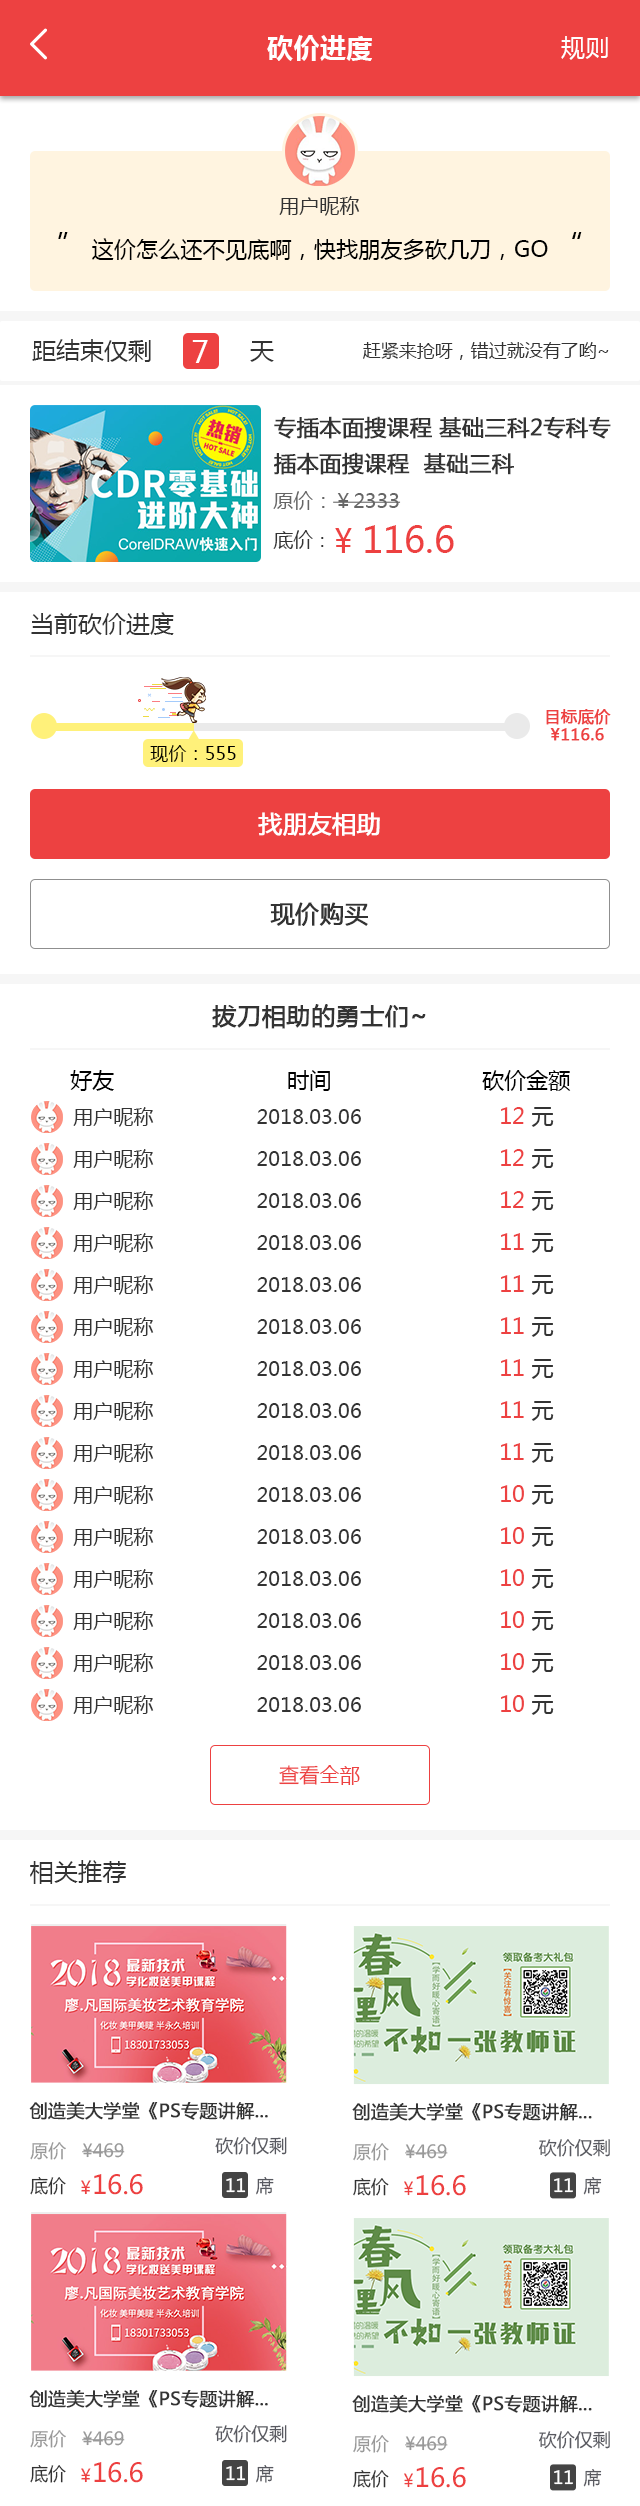 砍价进度
规则
用户昵称
” 这价怎么还不见底啊，快找朋友多砍几刀，GO “
距结束仅剩 7 天
赶紧来抢呀，错过就没有了哟~
热销
HOT SALE
CDR零基础
进阶大神
CorelDRAW快速入门
专插本面搜课程 基础三科2专科专
插本面搜课程 基础三科
原价：¥2333
底价：¥ 116.6
当前砍价进度
目标底价
¥116.6
现价：555
找朋友相助
现价购买
拔刀相助的勇士们~
好友 时间 砍价金额
用户昵称 2018.03.06 12 元
用户昵称 2018.03.06 12 元
用户昵称 2018.03.06 12 元
用户昵称 2018.03.06 11 元
用户昵称 2018.03.06 11 元
用户昵称 2018.03.06 11 元
用户昵称 2018.03.06 11 元
用户昵称 2018.03.06 11 元
用户昵称 2018.03.06 11 元
用户昵称 2018.03.06 10 元
用户昵称 2018.03.06 10 元
用户昵称 2018.03.06 10 元
用户昵称 2018.03.06 10 元
用户昵称 2018.03.06 10 元
用户昵称 2018.03.06 10 元
查看全部
相关推荐
2018 最新技术
学化妆送美甲课程
廖.凡国际美妆艺术教育学院
化妆 美甲美睫 半永久培训
18301733053
创造美大学堂《PS专题讲解...
原价 ¥469 砍价仅剩
底价 ¥16.6 11 席
春风
【学而好暖心寄语】
领取备考大礼包
【关注有惊喜】
不如一张教师证
创造美大学堂《PS专题讲解...
原价 ¥469 砍价仅剩
底价 ¥16.6 11 席
2018 最新技术
学化妆送美甲课程
廖.凡国际美妆艺术教育学院
化妆 美甲美睫 半永久培训
18301733053
创造美大学堂《PS专题讲解...
原价 ¥469 砍价仅剩
底价 ¥16.6 11 席
春风
【学而好暖心寄语】
领取备考大礼包
【关注有惊喜】
不如一张教师证
创造美大学堂《PS专题讲解...
原价 ¥469 砍价仅剩
底价 ¥16.6 11 席